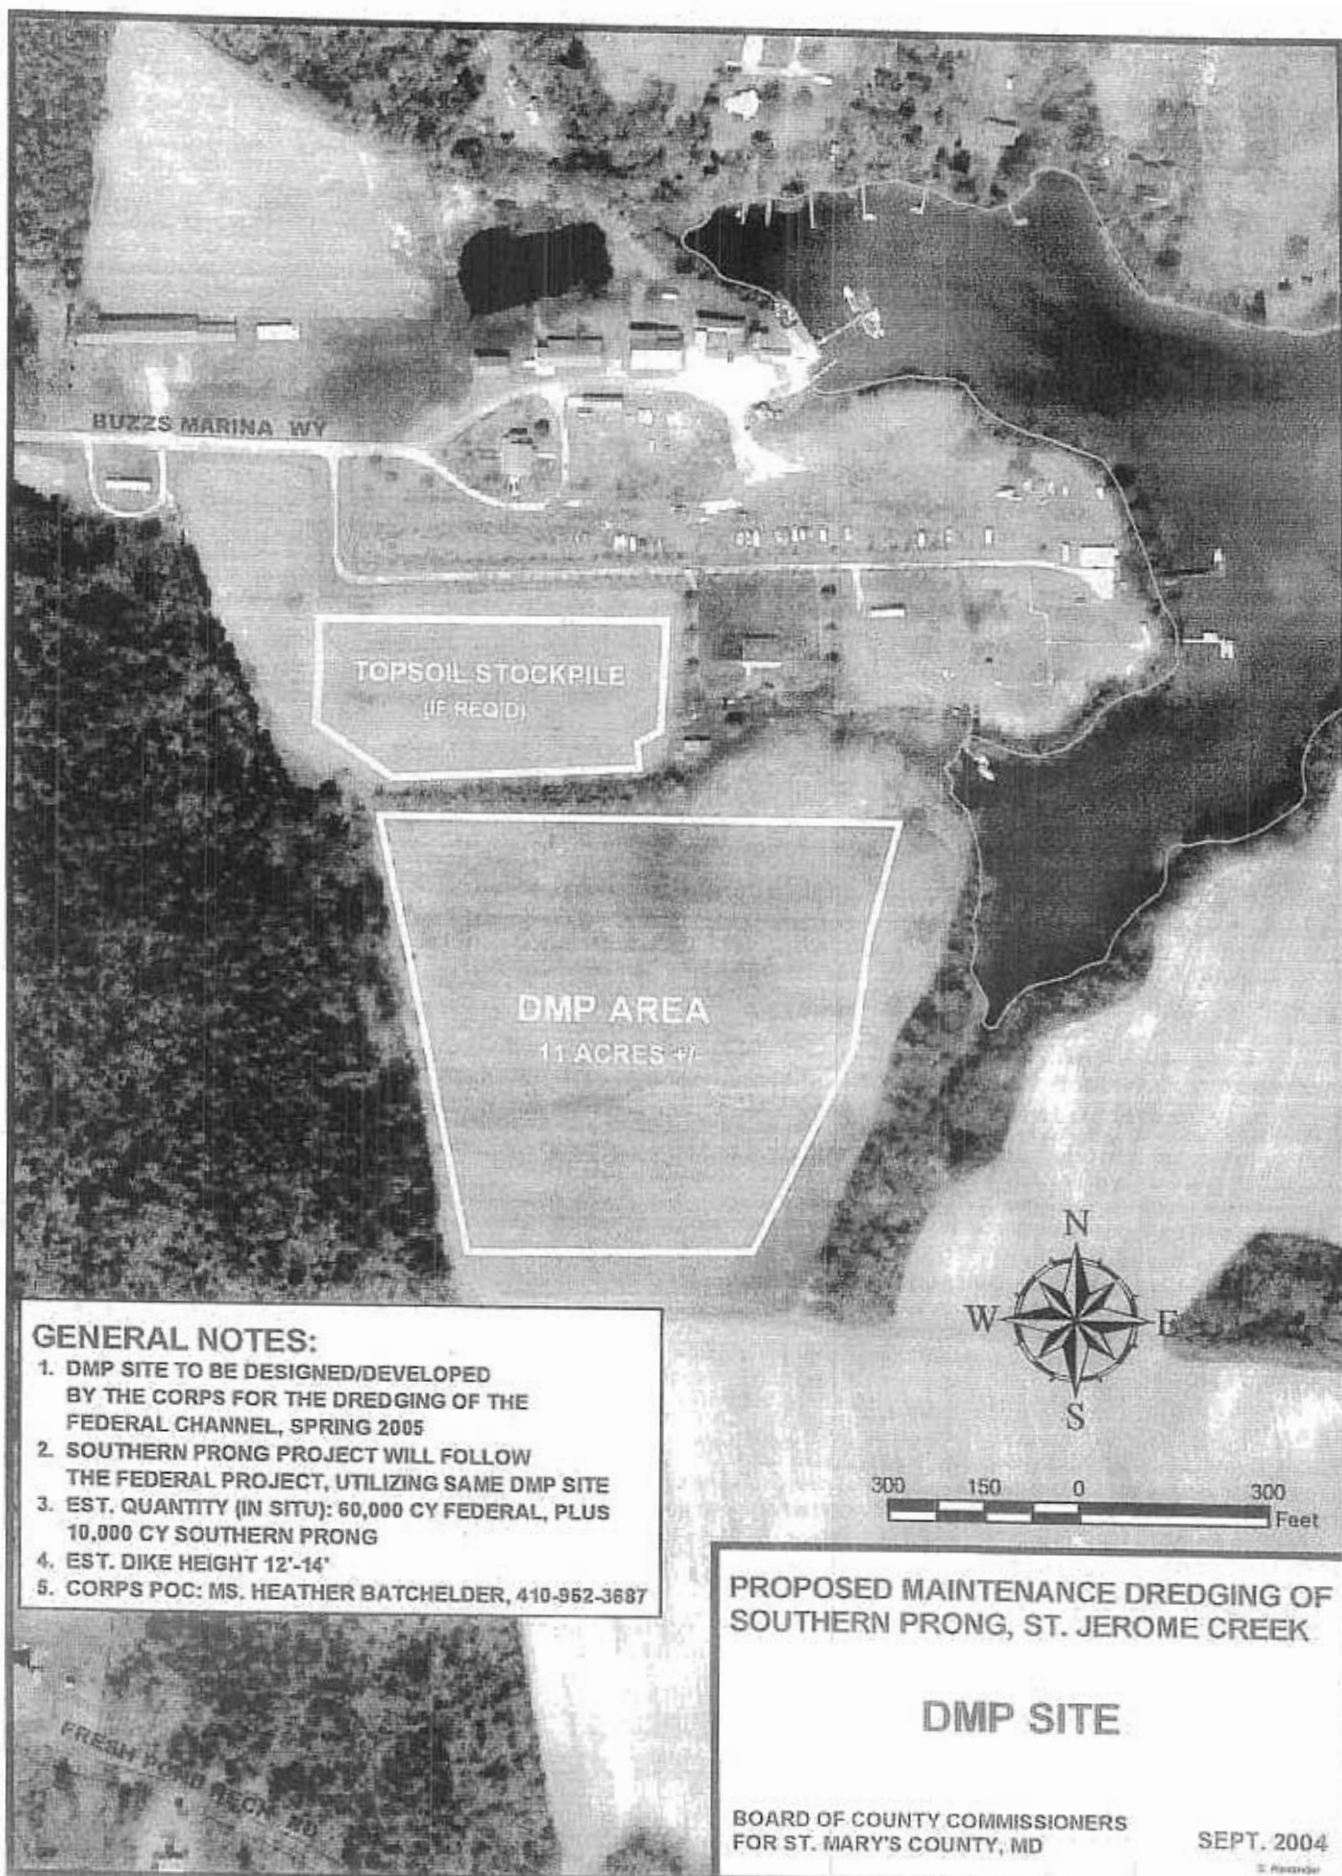 BUZZS MARINA WY
TOPSOIL STOCKPILE
(IF REQ'D)
DMP AREA
11 ACRES +/-
N
W
E
S
GENERAL NOTES:
1. DMP SITE TO BE DESIGNED/DEVELOPED
BY THE CORPS FOR THE DREDGING OF THE
FEDERAL CHANNEL, SPRING 2005
2. SOUTHERN PRONG PROJECT WILL FOLLOW
THE FEDERAL PROJECT, UTILIZING SAME DMP SITE
3. EST. QUANTITY (IN SITU): 60,000 CY FEDERAL, PLUS
10,000 CY SOUTHERN PRONG
4. EST. DIKE HEIGHT 12'-14'
5. CORPS POC: MS. HEATHER BATCHELDER, 410-962-3687
300 150 0 300
Feet
PROPOSED MAINTENANCE DREDGING OF
SOUTHERN PRONG, ST. JEROME CREEK
DMP SITE
BOARD OF COUNTY COMMISSIONERS
FOR ST. MARY'S COUNTY, MD
SEPT. 2004
S. Alexander
FRESH POND NECK RD